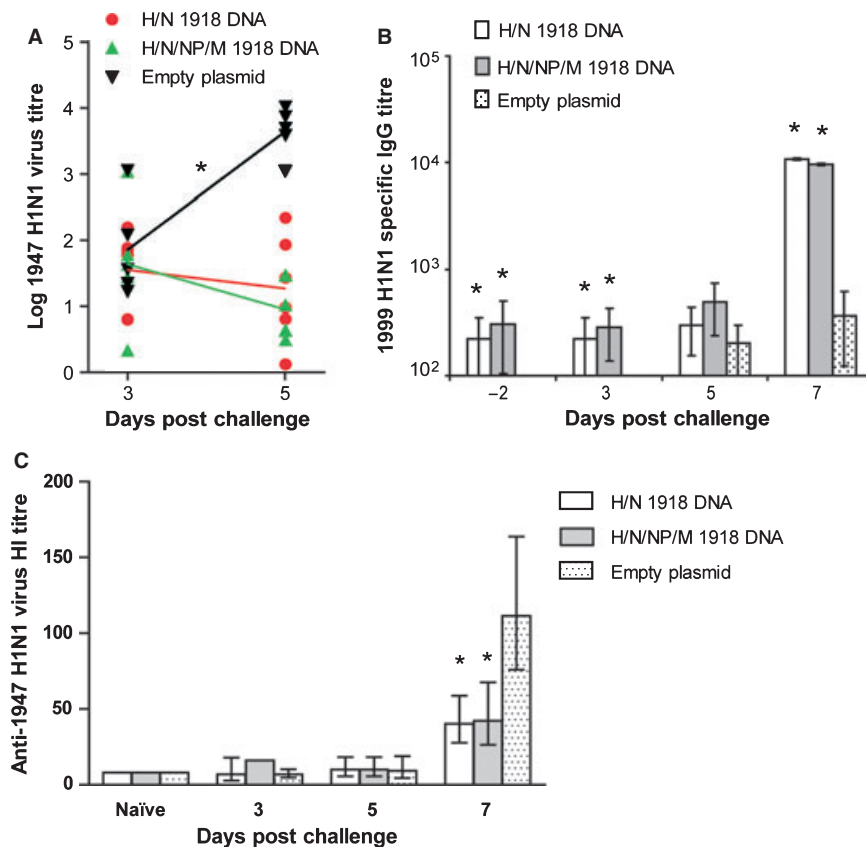 A
H/N 1918 DNA
H/N/NP/M 1918 DNA
Empty plasmid
Log 1947 H1N1 virus titre
5
4
3
2
1
0
*
3 5
Days post challenge
B
H/N 1918 DNA
H/N/NP/M 1918 DNA
Empty plasmid
1999 H1N1 specific IgG titre
10⁵
10⁴
10³
10²
* *
* *
* *
–2 3 5 7
Days post challenge
C
H/N 1918 DNA
H/N/NP/M 1918 DNA
Empty plasmid
Anti-1947 H1N1 virus HI titre
200
150
100
50
0
* *
Naïve 3 5 7
Days post challenge